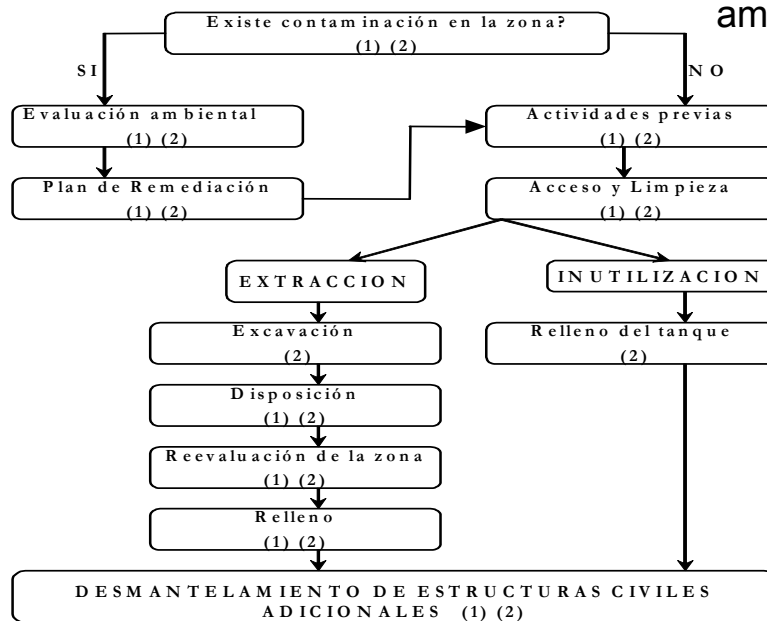 am
Existe contaminación en la zona?
(1) (2)
SI
NO
Evaluación ambiental
(1) (2)
Actividades previas
(1) (2)
Plan de Remediación
(1) (2)
Acceso y Limpieza
(1) (2)
EXTRACCION
INUTILIZACION
Excavación
(2)
Relleno del tanque
(2)
Disposición
(1) (2)
Reevaluación de la zona
(1) (2)
Relleno
(1) (2)
DESMANTELAMIENTO DE ESTRUCTURAS CIVILES
ADICIONALES (1) (2)